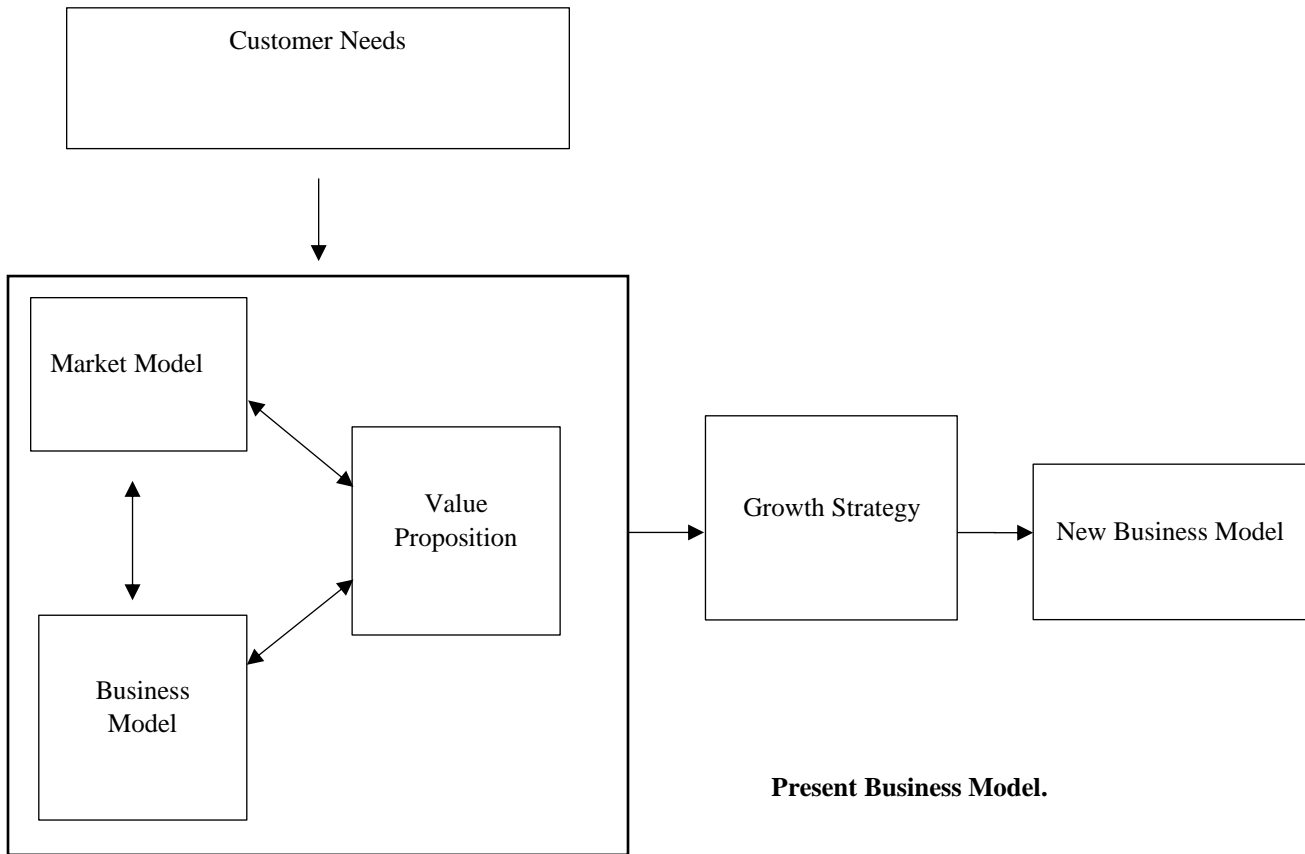 Customer Needs
Market Model
Value
Proposition
Business
Model
Growth Strategy
New Business Model
Present Business Model.